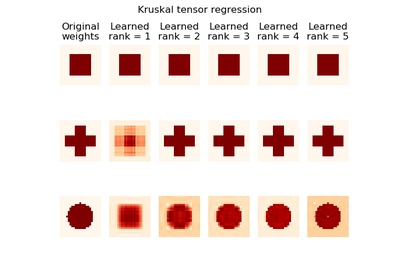 Kruskal tensor regression
Original weights
Learned rank = 1
Learned rank = 2
Learned rank = 3
Learned rank = 4
Learned rank = 5